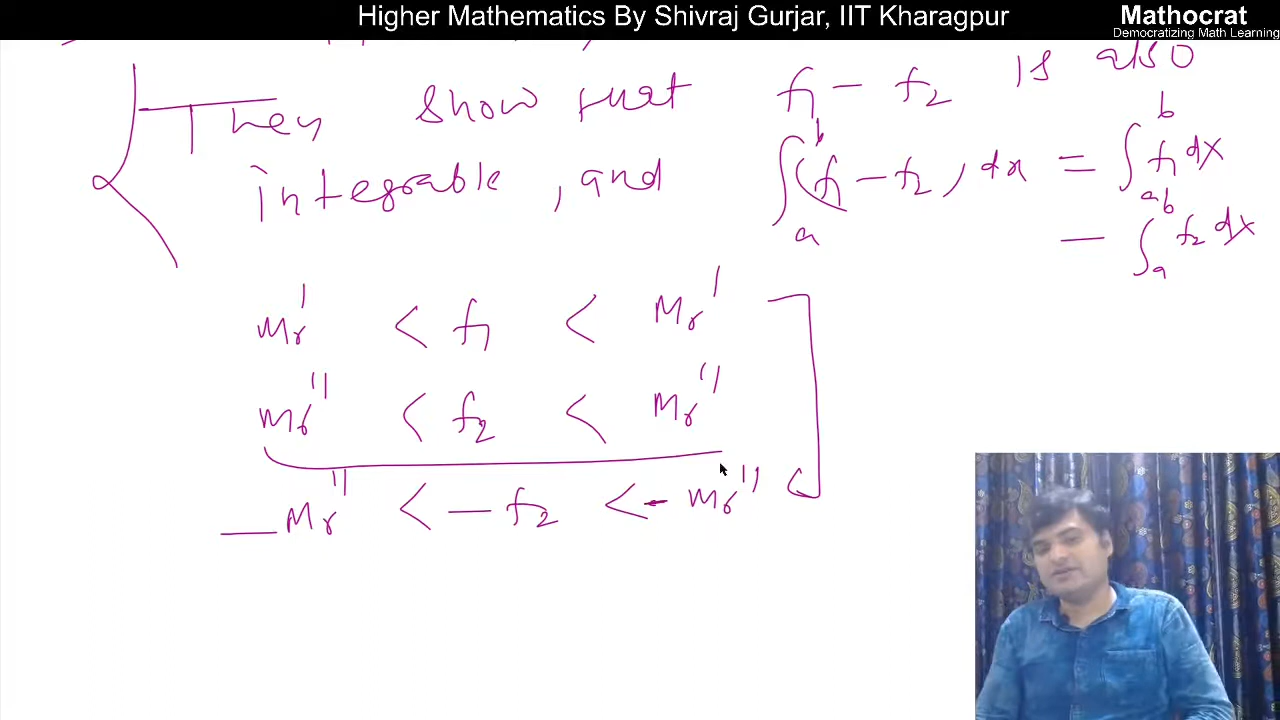 Higher Mathematics By Shivraj Gurjar, IIT Kharagpur
Mathocrat
Democratizing Math Learning
Then show that f₁ − f₂ is also
integrable, and ∫ₐᵇ (f₁ − f₂) dx = ∫ₐᵇ f₁ dx
− ∫ₐᵇ f₂ dx
mᵣ' < f₁ < Mᵣ'
mᵣ'' < f₂ < Mᵣ''
− Mᵣ'' < − f₂ < − mᵣ''